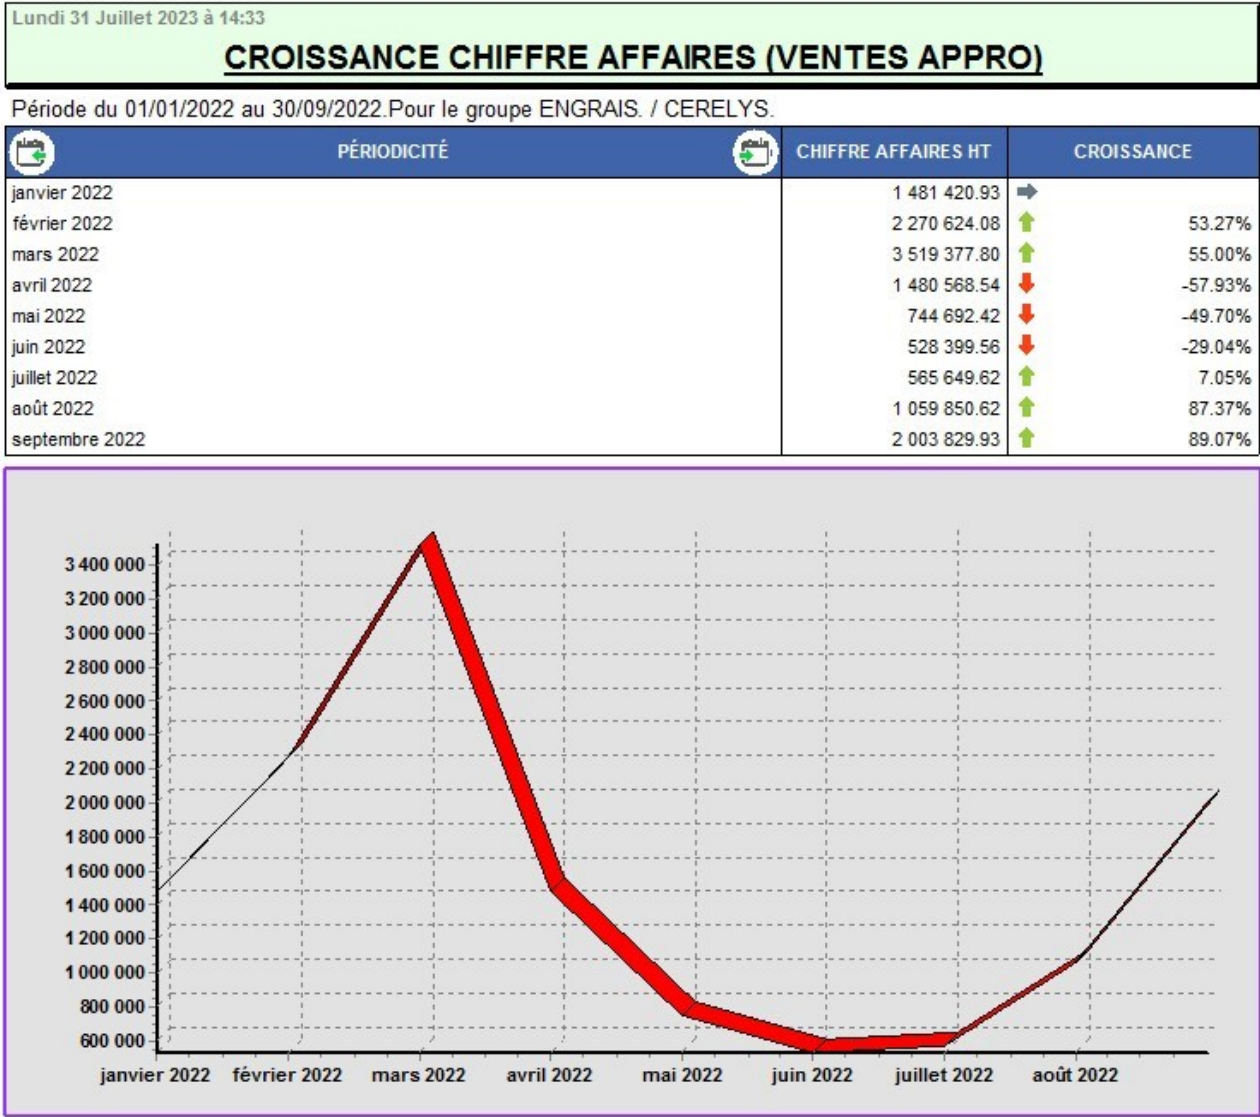 Lundi 31 Juillet 2023 à 14:33
CROISSANCE CHIFFRE AFFAIRES (VENTES APPRO)
Période du 01/01/2022 au 30/09/2022.Pour le groupe ENGRAIS. / CERELYS.
PÉRIODICITÉ CHIFFRE AFFAIRES HT CROISSANCE
janvier 2022 1 481 420.93
février 2022 2 270 624.08 53.27%
mars 2022 3 519 377.80 55.00%
avril 2022 1 480 568.54 -57.93%
mai 2022 744 692.42 -49.70%
juin 2022 528 399.56 -29.04%
juillet 2022 565 649.62 7.05%
août 2022 1 059 850.62 87.37%
septembre 2022 2 003 829.93 89.07%
3 400 000
3 200 000
3 000 000
2 800 000
2 600 000
2 400 000
2 200 000
2 000 000
1 800 000
1 600 000
1 400 000
1 200 000
1 000 000
800 000
600 000
janvier 2022 février 2022 mars 2022 avril 2022 mai 2022 juin 2022 juillet 2022 août 2022